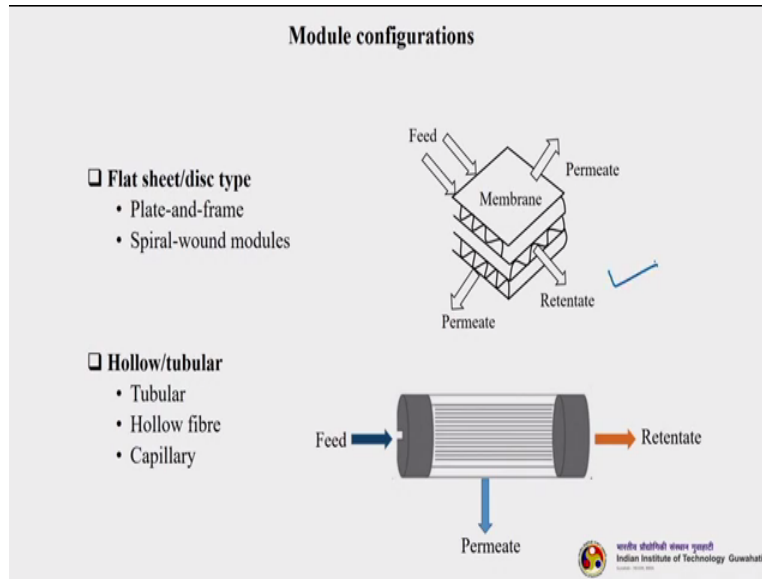 Module configurations
❑ Flat sheet/disc type
• Plate-and-frame
• Spiral-wound modules
Feed
Permeate
Membrane
Retentate
Permeate
❑ Hollow/tubular
• Tubular
• Hollow fibre
• Capillary
Feed
Retentate
Permeate
भारतीय प्रौद्योगिकी संस्थान गुवाहाटी
Indian Institute of Technology Guwahati